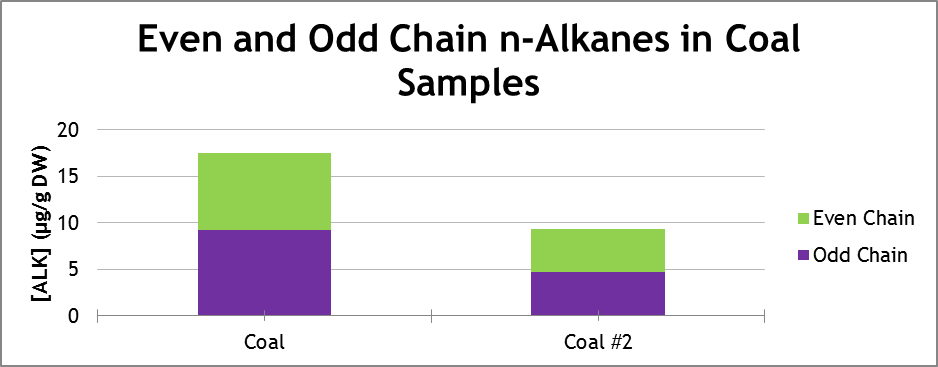 Even and Odd Chain n-Alkanes in Coal
Samples
[ALK] (µg/g DW)
20
15
10
5
0
Coal
Coal #2
Even Chain
Odd Chain